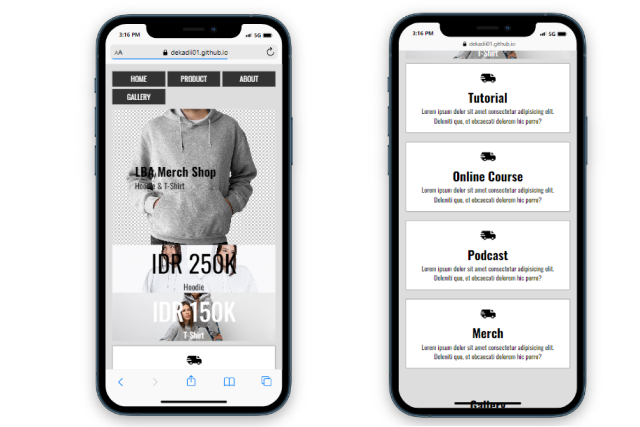 3:16 PM
5G
AA
dekadii01.github.io
HOME
PRODUCT
ABOUT
GALLERY
LBA Merch Shop
Hoodie & T-Shirt
IDR 250K
Hoodie
IDR 150K
T-Shirt
3:16 PM
5G
dekadii01.github.io
T-Shirt
Tutorial
Lorem ipsum dolor sit amet consectetur adipisicing elit.
Deleniti quo, et obcaecati dolorem hic porro?
Online Course
Lorem ipsum dolor sit amet consectetur adipisicing elit.
Deleniti quo, et obcaecati dolorem hic porro?
Podcast
Lorem ipsum dolor sit amet consectetur adipisicing elit.
Deleniti quo, et obcaecati dolorem hic porro?
Merch
Lorem ipsum dolor sit amet consectetur adipisicing elit.
Deleniti quo, et obcaecati dolorem hic porro?
Gallery